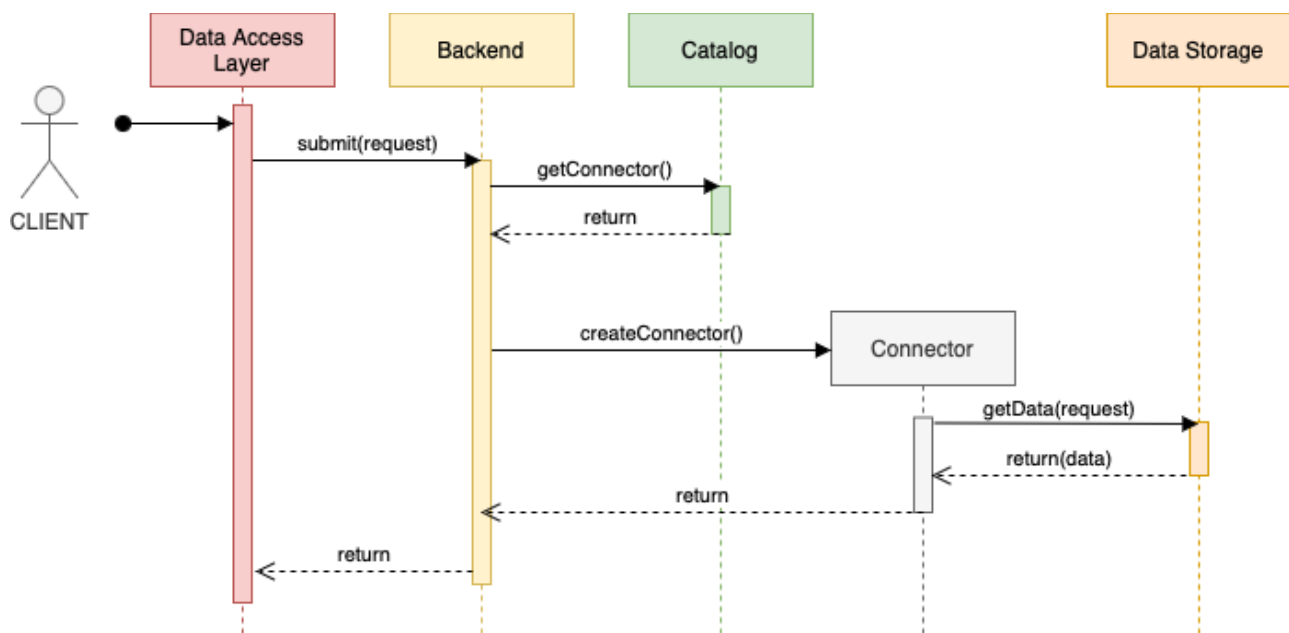 Data Access
Layer
Backend
Catalog
Data Storage
CLIENT
submit(request)
getConnector()
return
createConnector()
Connector
getData(request)
return(data)
return
return